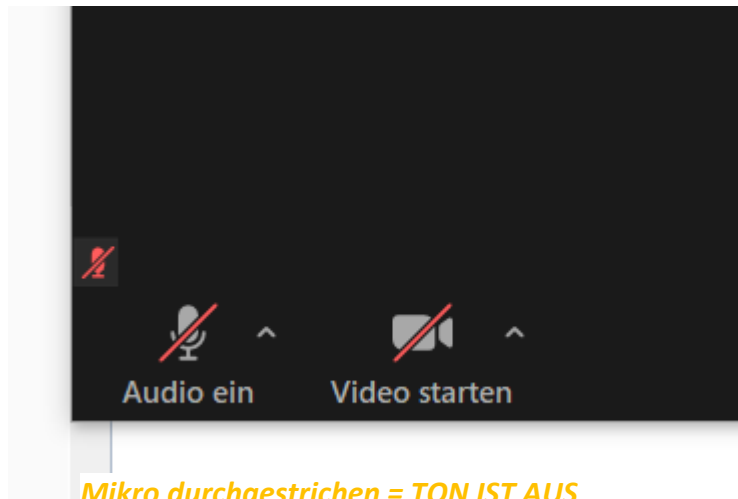 Audio ein
Video starten
Mikro durchgestrichen = TON IST AUS